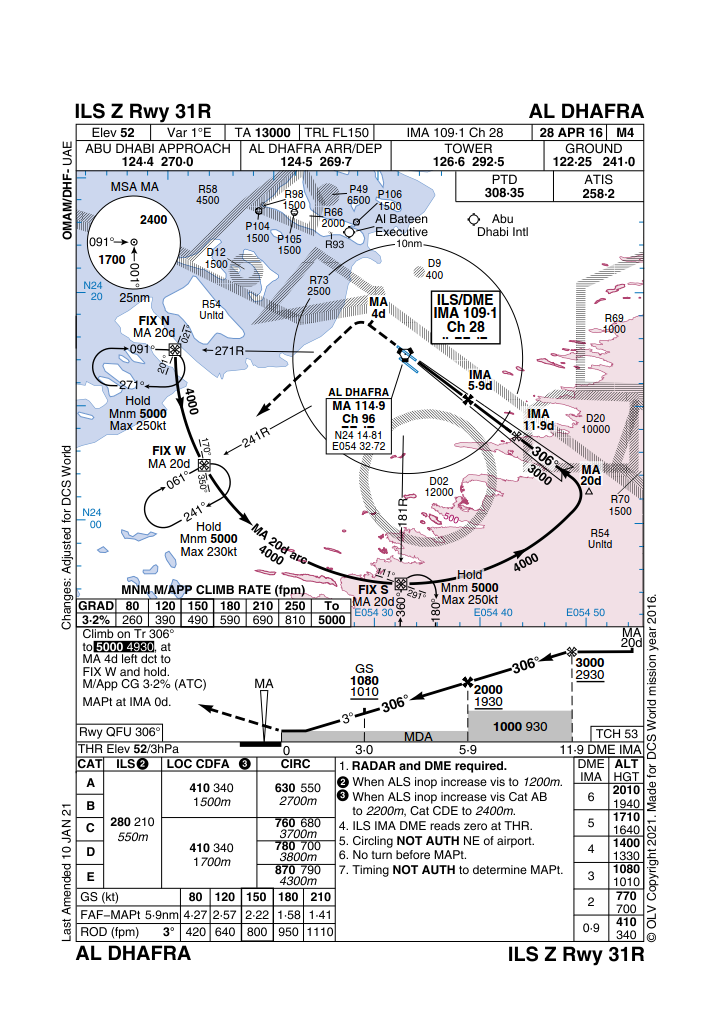 ILS Z Rwy 31R AL DHAFRA
Elev 52 Var 1°E TA 13000 TRL FL150 IMA 109·1 Ch 28 28 APR 16 M4
ABU DHABI APPROACH AL DHAFRA ARR/DEP TOWER GROUND
124·4 270·0 124·5 269·7 126·6 292·5 122·25 241·0
PTD ATIS
308·35 258·2
OMAM/DHF- UAE
Changes: Adjusted for DCS World
Last Amended 10 JAN 21
© OLV Copyright 2021. Made for DCS World mission year 2016.
MSA MA
2400
091°
1700
001°
25nm
N24
20
R58
4500
R98
1500
P49
6500
P106
1500
R66
2000
P104
1500
P105
1500
R93
Al Bateen
Executive
10nm
Abu
Dhabi Intl
D12
1500
R73
2500
D9
400
R54
Unltd
R69
1000
MA
4d
ILS/DME
IMA 109·1
Ch 28
FIX N
MA 20d
091°
021°
201°
271°
271R
Hold
Mnm 5000
Max 250kt
4000
IMA
5·9d
AL DHAFRA
MA 114·9
Ch 96
N24 14·81
E054 32·72
IMA
11·9d
D20
10000
306°
3000
MA
20d
R70
1500
R54
Unltd
FIX W
MA 20d
170°
350°
061°
241°
241R
Hold
Mnm 5000
Max 230kt
N24
00
D02
12000
500
181R
MA 20d arc
4000
4000
111°
291°
FIX S
MA 20d
360°
180°
Hold
Mnm 5000
Max 250kt
E054 30
E054 40
E054 50
MNM M/APP CLIMB RATE (fpm)
GRAD 80 120 150 180 210 250 To
3·2% 260 390 490 590 690 810 5000
Climb on Tr 306°
to 5000 4930, at
MA 4d left dct to
FIX W and hold.
M/App CG 3·2% (ATC)
MAPt at IMA 0d.
MA
GS
1080
1010
3°
306°
306°
2000
1930
3000
2930
MA
20d
MDA
1000 930
Rwy QFU 306°
TCH 53
THR Elev 52/3hPa 0 3·0 5·9 11·9 DME IMA
CAT ILS 2 LOC CDFA 3 CIRC
A
B
C
D
E
280 210
550m
410 340
1500m
410 340
1700m
630 550
2700m
760 680
3700m
780 700
3800m
870 790
4300m
GS (kt) 80 120 150 180 210
FAF–MAPt 5·9nm 4·27 2·57 2·22 1·58 1·41
ROD (fpm) 3° 420 640 800 950 1110
1. RADAR and DME required.
2 When ALS inop increase vis to 1200m.
3 When ALS inop increase vis Cat AB
to 2200m, Cat CDE to 2400m.
4. ILS IMA DME reads zero at THR.
5. Circling NOT AUTH NE of airport.
6. No turn before MAPt.
7. Timing NOT AUTH to determine MAPt.
DME ALT
IMA HGT
6 2010
1940
5 1710
1640
4 1400
1330
3 1080
1010
2 770
700
0·9 410
340
AL DHAFRA ILS Z Rwy 31R